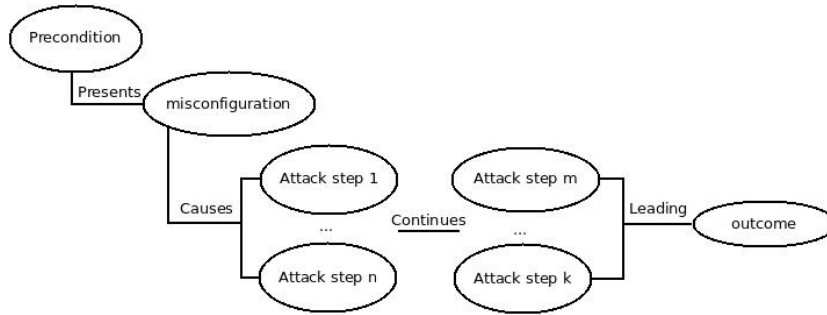 Precondition
Presents
misconfiguration
Attack step 1
Attack step m
Causes
...
Continues
...
Leading
outcome
Attack step n
Attack step k